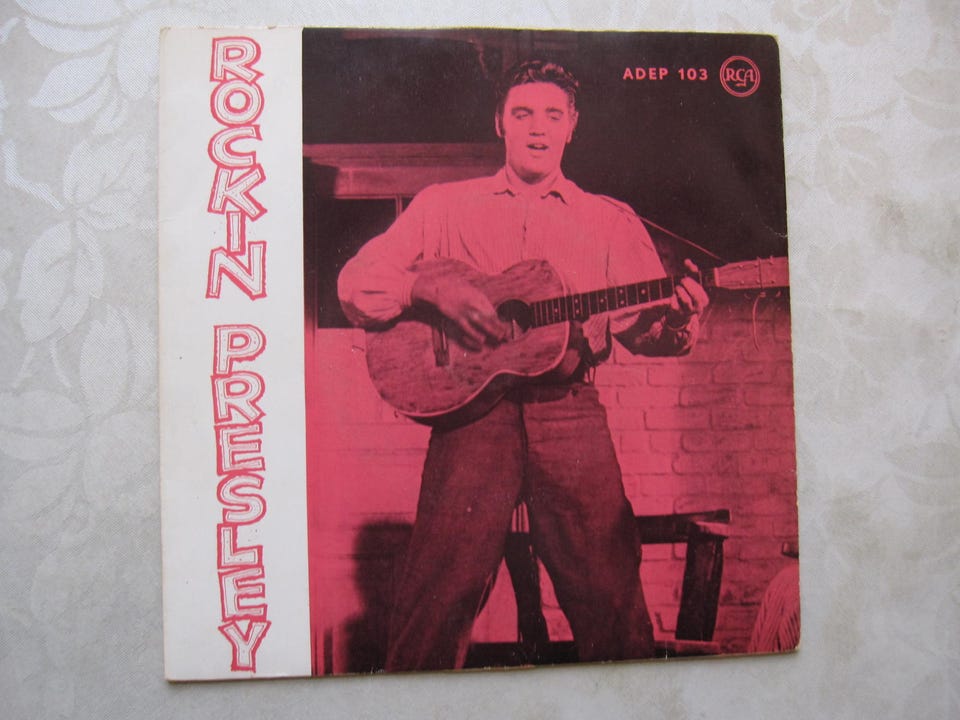 ROCKIN PRESLEY
ADEP 103 RCA